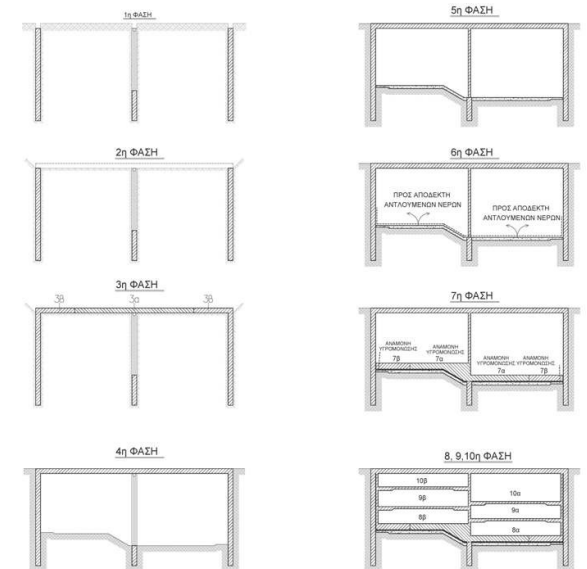 1η ΦΑΣΗ
2η ΦΑΣΗ
3η ΦΑΣΗ
3β
3α
3β
4η ΦΑΣΗ
5η ΦΑΣΗ
6η ΦΑΣΗ
ΠΡΟΣ ΑΠΟΔΕΚΤΗ
ΑΝΤΛΟΥΜΕΝΩΝ ΝΕΡΩΝ
ΠΡΟΣ ΑΠΟΔΕΚΤΗ
ΑΝΤΛΟΥΜΕΝΩΝ ΝΕΡΩΝ
7η ΦΑΣΗ
ΑΝΑΜΟΝΗ
ΥΓΡΟΜΟΝΩΣΗΣ
7β
ΑΝΑΜΟΝΗ
ΥΓΡΟΜΟΝΩΣΗΣ
7α
ΑΝΑΜΟΝΗ
ΥΓΡΟΜΟΝΩΣΗΣ
7α
ΑΝΑΜΟΝΗ
ΥΓΡΟΜΟΝΩΣΗΣ
7β
8, 9,10η ΦΑΣΗ
10β
9β
8β
10α
9α
8α